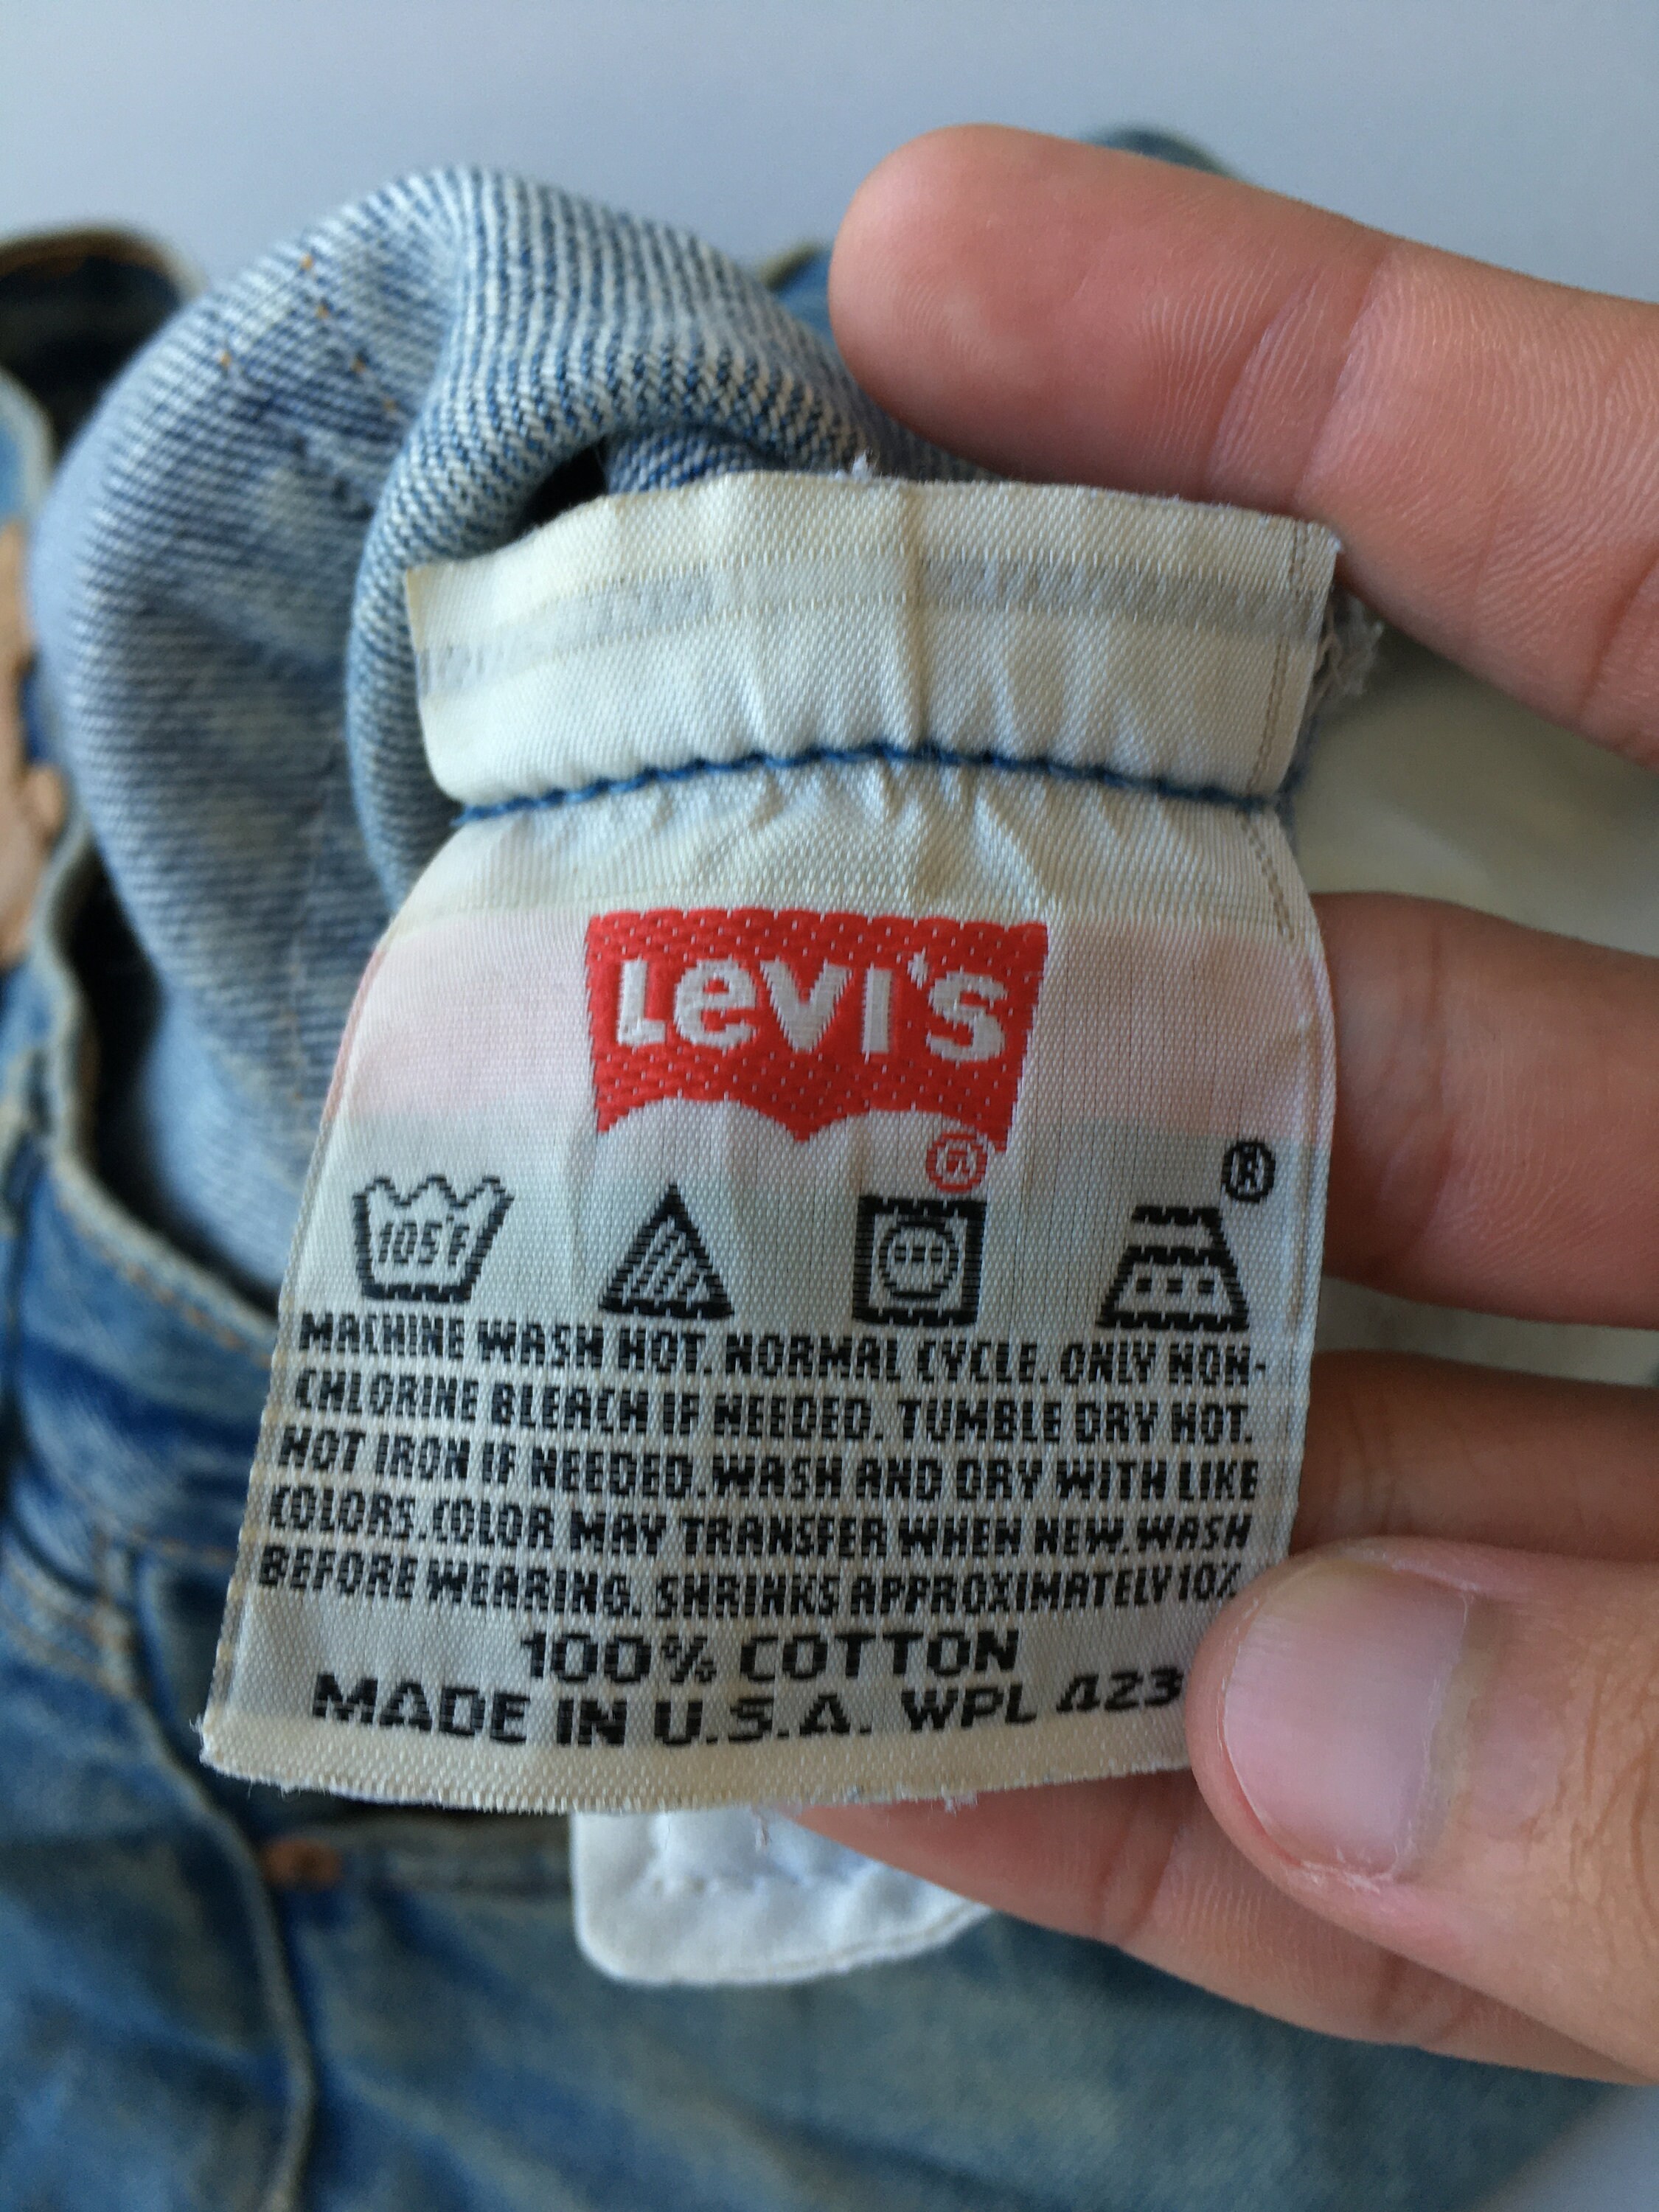 LEVI'S
®
®
105°F
MACHINE WASH HOT. NORMAL CYCLE. ONLY NON-
CHLORINE BLEACH IF NEEDED. TUMBLE DRY HOT.
HOT IRON IF NEEDED. WASH AND DRY WITH LIKE
COLORS. COLOR MAY TRANSFER WHEN NEW. WASH
BEFORE WEARING. SHRINKS APPROXIMATELY 10%
100% COTTON
MADE IN U.S.A. WPL 423